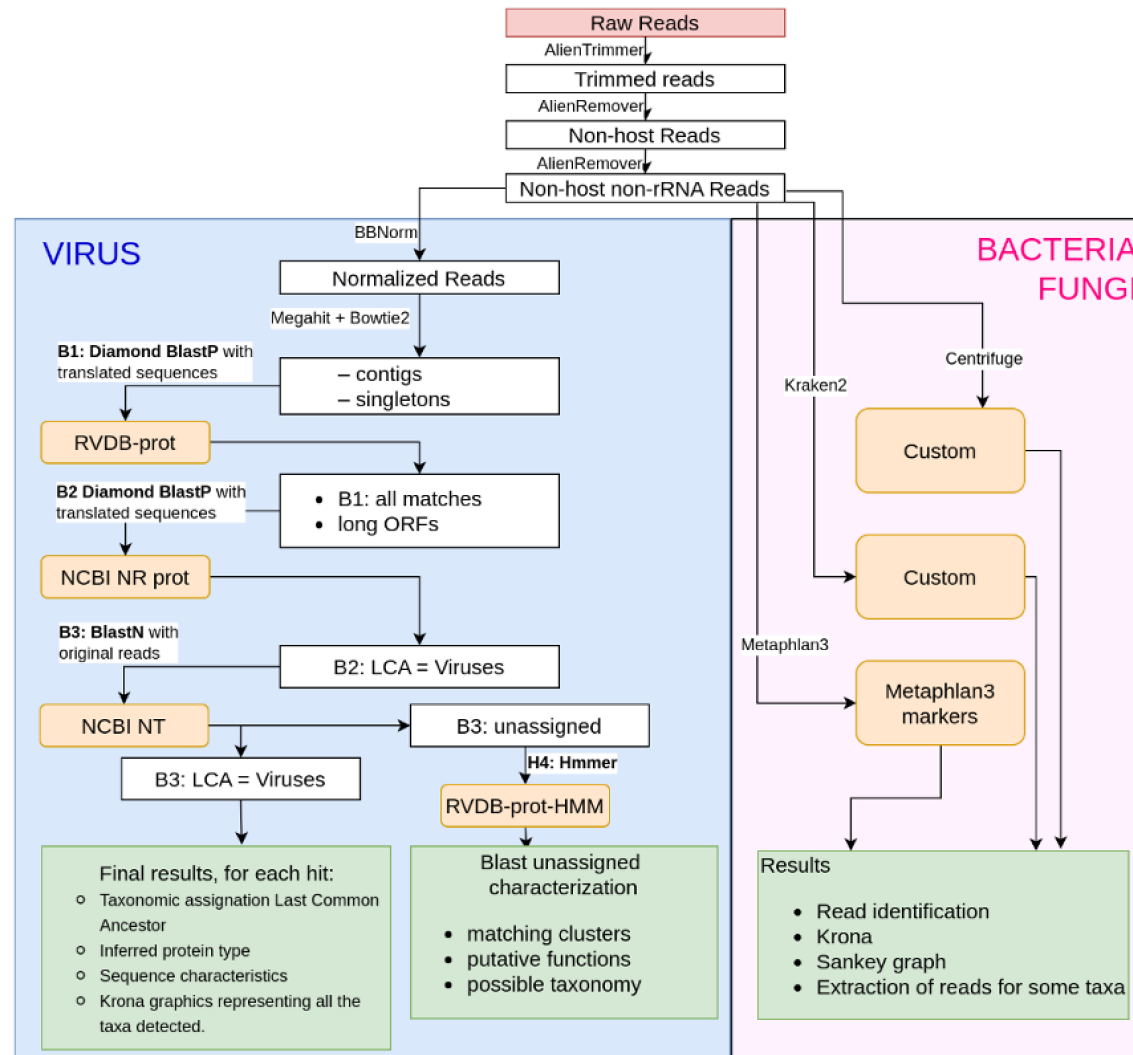 Raw Reads
AlienTrimmer
Trimmed reads
AlienRemover
Non-host Reads
AlienRemover
Non-host non-rRNA Reads
VIRUS
BBNorm
Normalized Reads
Megahit + Bowtie2
B1: Diamond BlastP with
translated sequences
– contigs
– singletons
RVDB-prot
B2 Diamond BlastP with
translated sequences
• B1: all matches
• long ORFs
NCBI NR prot
B3: BlastN with
original reads
B2: LCA = Viruses
NCBI NT
B3: unassigned
B3: LCA = Viruses
H4: Hmmer
RVDB-prot-HMM
Final results, for each hit:
Taxonomic assignation Last Common
Ancestor
Inferred protein type
Sequence characteristics
Krona graphics representing all the
taxa detected.
Blast unassigned
characterization
• matching clusters
• putative functions
• possible taxonomy
BACTERIA
FUNGI
Centrifuge
Kraken2
Custom
Custom
Metaphlan3
Metaphlan3
markers
Results
• Read identification
• Krona
• Sankey graph
• Extraction of reads for some taxa